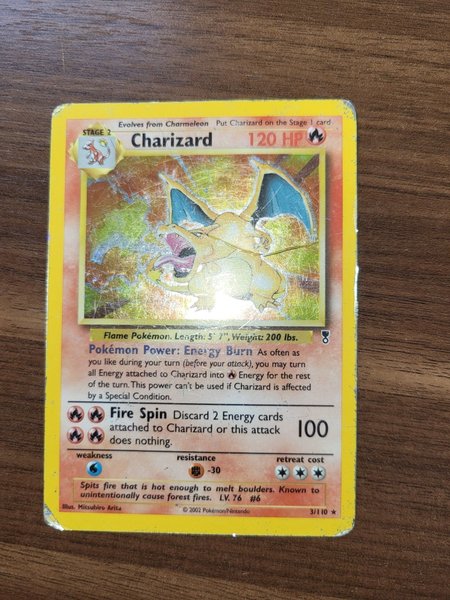 Evolves from Charmeleon Put Charizard on the Stage 1 card
STAGE 2
Charizard 120 HP
Flame Pokémon. Length: 5' 7", Weight: 200 lbs.
Pokémon Power: Energy Burn As often as
you like during your turn (before your attack), you may turn
all Energy attached to Charizard into for the rest
of the turn. This power can't be used if Charizard is affected
by a Special Condition.
Fire Spin Discard 2 Energy cards
attached to Charizard or this attack
does nothing.
100
weakness resistance retreat cost
-30
Spits fire that is hot enough to melt boulders. Known to
unintentionally cause forest fires. LV. 76 #6
Illus. Mitsuhiro Arita © 2002 Pokémon/Nintendo 3/110 ★